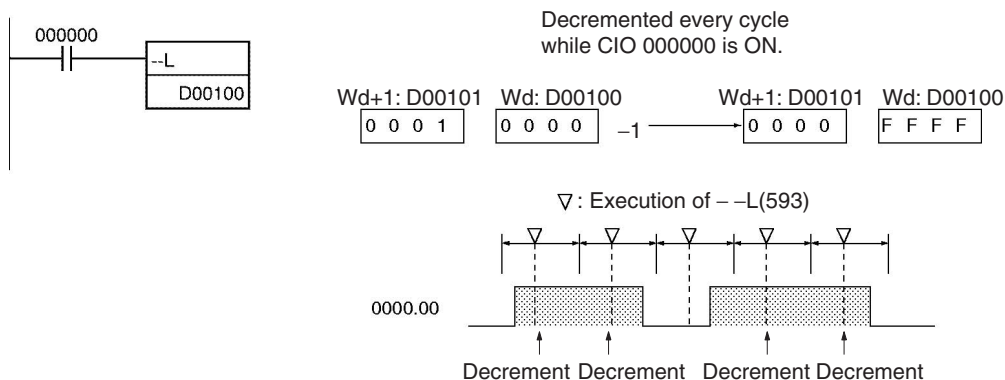 000000
--L
D00100
Decremented every cycle
while CIO 000000 is ON.
Wd+1: D00101 Wd: D00100 Wd+1: D00101 Wd: D00100
0 0 0 1 0 0 0 0 –1 0 0 0 0 F F F F
: Execution of – –L(593)
0000.00
Decrement Decrement Decrement Decrement